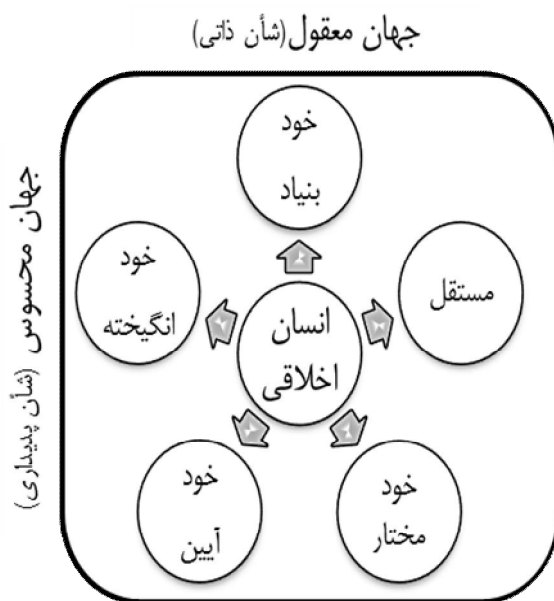 جهان معقول (شأن ذاتی)
جهان محسوس (شأن پدیداری)
خود
بنیاد
مستقل
خود
انگیخته
انسان
اخلاقی
خود
مختار
خود
آیین